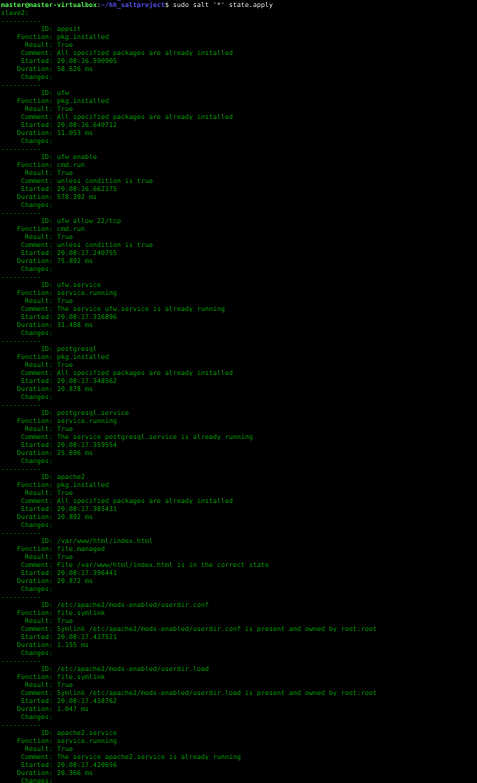 master@master-virtualbox:~/hh_saltproject$ sudo salt '*' state.apply
slave2:
----------
ID: appsit
Function: pkg.installed
Result: True
Comment: All specified packages are already installed
Started: 20:08:16.590905
Duration: 58.626 ms
Changes:
----------
ID: ufw
Function: pkg.installed
Result: True
Comment: All specified packages are already installed
Started: 20:08:16.649712
Duration: 11.053 ms
Changes:
----------
ID: ufw enable
Function: cmd.run
Result: True
Comment: unless condition is true
Started: 20:08:16.662175
Duration: 578.392 ms
Changes:
----------
ID: ufw allow 22/tcp
Function: cmd.run
Result: True
Comment: unless condition is true
Started: 20:08:17.240755
Duration: 75.892 ms
Changes:
----------
ID: ufw.service
Function: service.running
Result: True
Comment: The service ufw.service is already running
Started: 20:08:17.316896
Duration: 31.488 ms
Changes:
----------
ID: postgresql
Function: pkg.installed
Result: True
Comment: All specified packages are already installed
Started: 20:08:17.348562
Duration: 10.878 ms
Changes:
----------
ID: postgresql.service
Function: service.running
Result: True
Comment: The service postgresql.service is already running
Started: 20:08:17.359554
Duration: 25.696 ms
Changes:
----------
ID: apache2
Function: pkg.installed
Result: True
Comment: All specified packages are already installed
Started: 20:08:17.385431
Duration: 10.892 ms
Changes:
----------
ID: /var/www/html/index.html
Function: file.managed
Result: True
Comment: File /var/www/html/index.html is in the correct state
Started: 20:08:17.396441
Duration: 20.872 ms
Changes:
----------
ID: /etc/apache2/mods-enabled/userdir.conf
Function: file.symlink
Result: True
Comment: Symlink /etc/apache2/mods-enabled/userdir.conf is present and owned by root:root
Started: 20:08:17.417521
Duration: 1.155 ms
Changes:
----------
ID: /etc/apache2/mods-enabled/userdir.load
Function: file.symlink
Result: True
Comment: Symlink /etc/apache2/mods-enabled/userdir.load is present and owned by root:root
Started: 20:08:17.418762
Duration: 1.047 ms
Changes:
----------
ID: apache2.service
Function: service.running
Result: True
Comment: The service apache2.service is already running
Started: 20:08:17.420656
Duration: 26.366 ms
Changes: